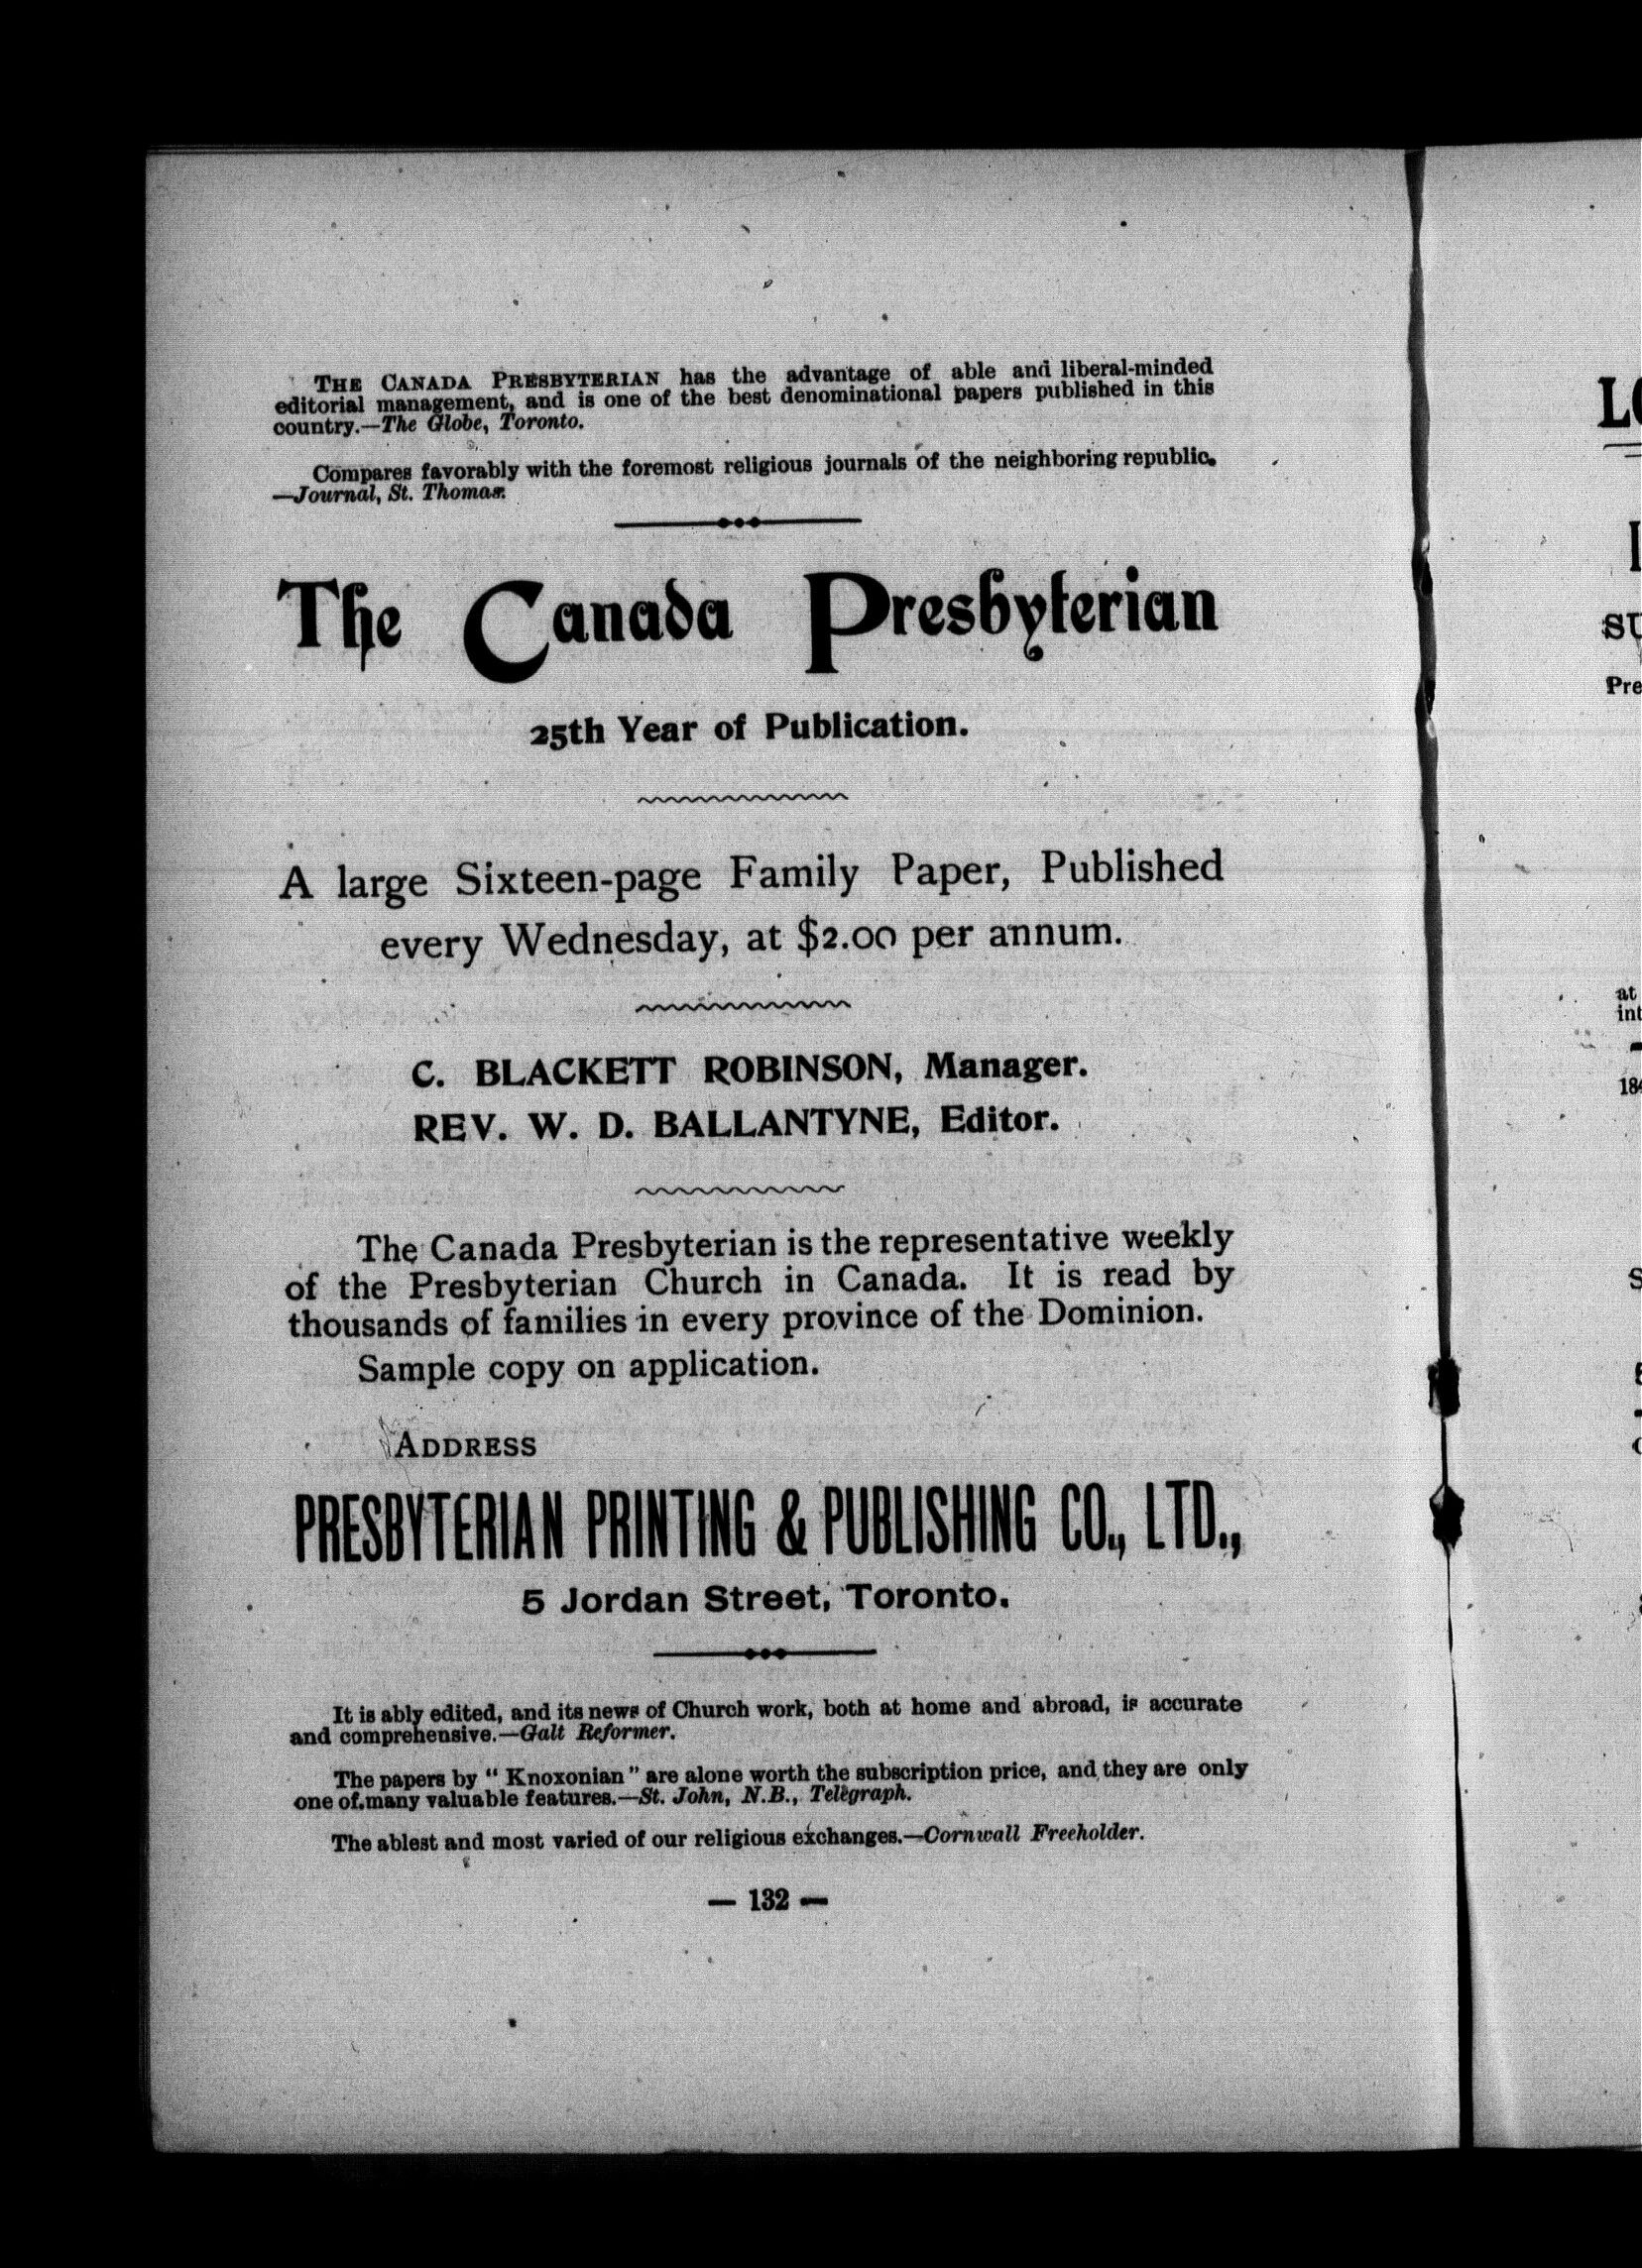 THE CANADA PRESBYTERIAN has the advantage of able and liberal-minded
editorial management, and is one of the best denominational papers published in this
country.—The Globe, Toronto.
Compares favorably with the foremost religious journals of the neighboring republic.
—Journal, St. Thomas.
The Canada Presbyterian
25th Year of Publication.
A large Sixteen-page Family Paper, Published
every Wednesday, at $2.00 per annum.
C. BLACKETT ROBINSON, Manager.
REV. W. D. BALLANTYNE, Editor.
The Canada Presbyterian is the representative weekly
of the Presbyterian Church in Canada. It is read by
thousands of families in every province of the Dominion.
Sample copy on application.
ADDRESS
PRESBYTERIAN PRINTING & PUBLISHING CO., LTD.,
5 Jordan Street, Toronto.
It is ably edited, and its news of Church work, both at home and abroad, is accurate
and comprehensive.—Galt Reformer.
The papers by “ Knoxonian ” are alone worth the subscription price, and they are only
one of many valuable features.—St. John, N.B., Telegraph.
The ablest and most varied of our religious exchanges.—Cornwall Freeholder.
— 132 —
Pre
at
int